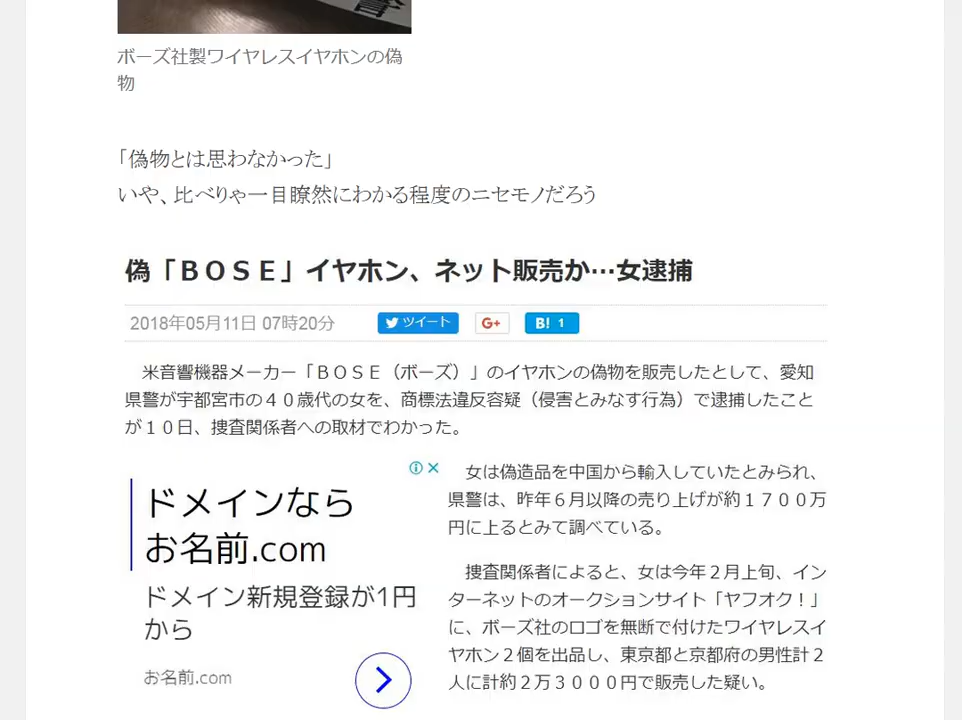 ボーズ社製ワイヤレスイヤホンの偽
物
「偽物とは思わなかった」
いや、比べりゃ一目瞭然にわかる程度のニセモノだろう
偽「ＢＯＳＥ」イヤホン、ネット販売か…女逮捕
2018年05月11日 07時20分
ツイート
G+
B! 1
米音響機器メーカー「ＢＯＳＥ（ボーズ）」のイヤホンの偽物を販売したとして、愛知
県警が宇都宮市の４０歳代の女を、商標法違反容疑（侵害とみなす行為）で逮捕したこと
が１０日、捜査関係者への取材でわかった。
ドメインなら
お名前.com
ドメイン新規登録が1円
から
お名前.com
女は偽造品を中国から輸入していたとみられ、
県警は、昨年６月以降の売り上げが約１７００万
円に上るとみて調べている。
捜査関係者によると、女は今年２月上旬、イン
ターネットのオークションサイト「ヤフオク！」
に、ボーズ社のロゴを無断で付けたワイヤレスイ
ヤホン２個を出品し、東京都と京都府の男性計２
人に計約２万３０００円で販売した疑い。